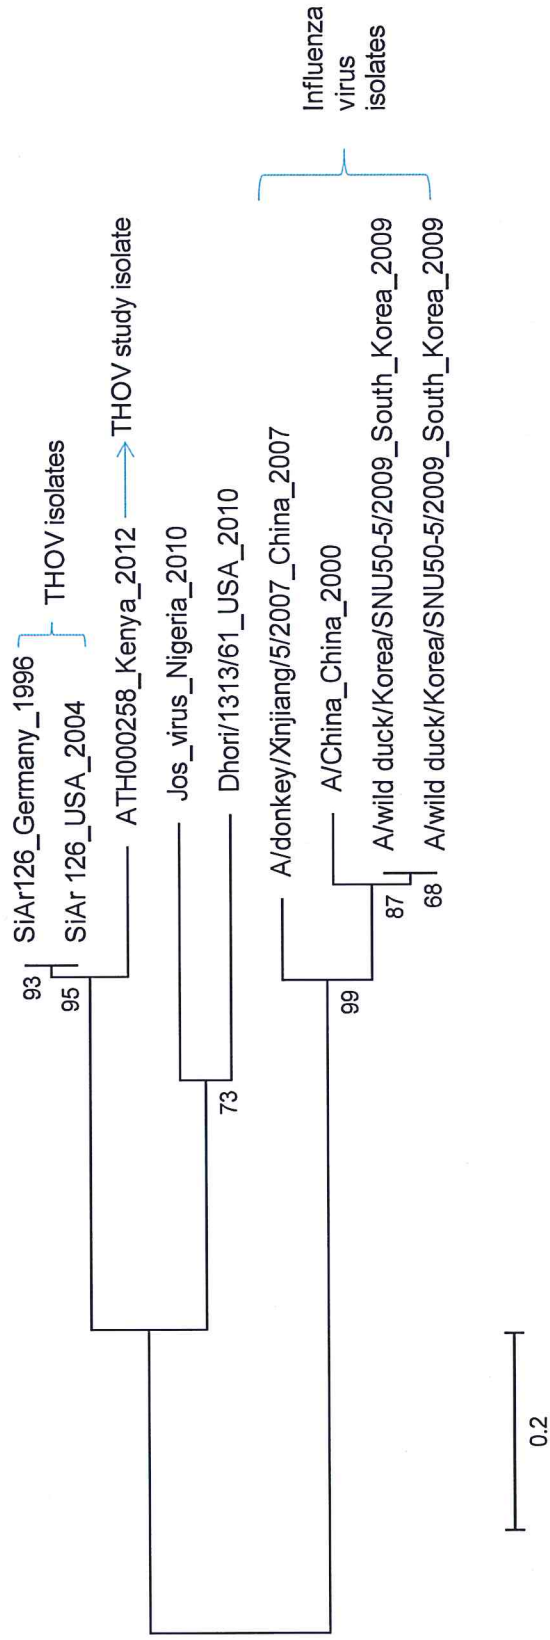 SiAr126_Germany_1996
SiAr 126_USA_2004
THOV isolates
ATH000258_Kenya_2012
THOV study isolate
Jos_virus_Nigeria_2010
Dhori/1313/61_USA_2010
A/donkey/Xinjiang/5/2007_China_2007
A/China_China_2000
A/wild duck/Korea/SNU50-5/2009_South_Korea_2009
A/wild duck/Korea/SNU50-5/2009_South_Korea_2009
Influenza
virus
isolates
93
95
73
99
87
68
0.2